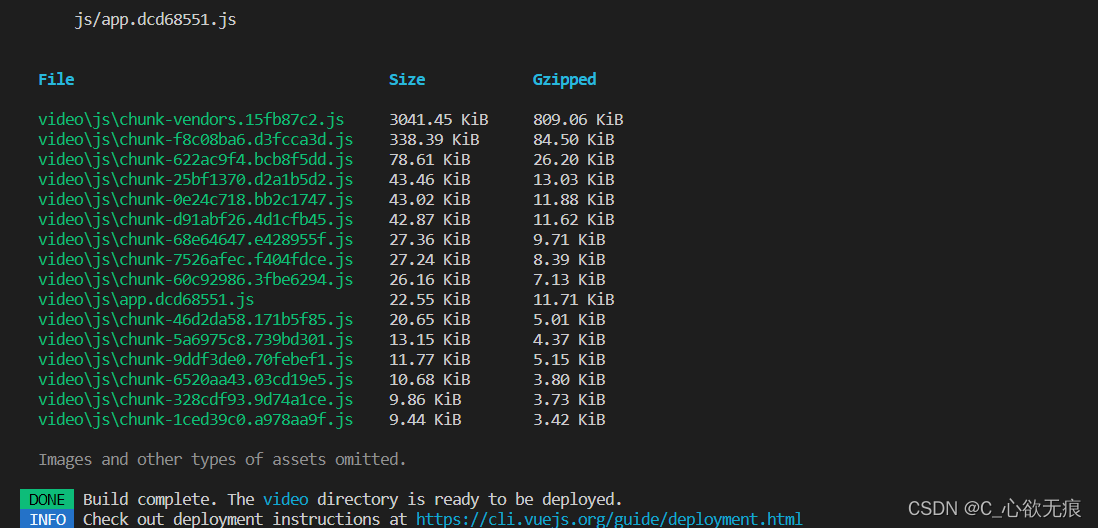 js/app.dcd68551.js
File Size Gzipped
video\js\chunk-vendors.15fb87c2.js 3041.45 KiB 809.06 KiB
video\js\chunk-f8c08ba6.d3fcca3d.js 338.39 KiB 84.50 KiB
video\js\chunk-622ac9f4.bcb8f5dd.js 78.61 KiB 26.20 KiB
video\js\chunk-25bf1370.d2a1b5d2.js 43.46 KiB 13.03 KiB
video\js\chunk-0e24c718.bb2c1747.js 43.02 KiB 11.88 KiB
video\js\chunk-d91abf26.4d1cfb45.js 42.87 KiB 11.62 KiB
video\js\chunk-68e64647.e428955f.js 27.36 KiB 9.71 KiB
video\js\chunk-7526afec.f404fdce.js 27.24 KiB 8.39 KiB
video\js\chunk-60c92986.3fbe6294.js 26.16 KiB 7.13 KiB
video\js\app.dcd68551.js 22.55 KiB 11.71 KiB
video\js\chunk-46d2da58.171b5f85.js 20.65 KiB 5.01 KiB
video\js\chunk-5a6975c8.739bd301.js 13.15 KiB 4.37 KiB
video\js\chunk-9ddf3de0.70febef1.js 11.77 KiB 5.15 KiB
video\js\chunk-6520aa43.03cd19e5.js 10.68 KiB 3.80 KiB
video\js\chunk-328cdf93.9d74a1ce.js 9.86 KiB 3.73 KiB
video\js\chunk-1ced39c0.a978aa9f.js 9.44 KiB 3.42 KiB
Images and other types of assets omitted.
DONE Build complete. The video directory is ready to be deployed.
INFO Check out deployment instructions at https://cli.vuejs.org/guide/deployment.html
CSDN @C_心欲无痕